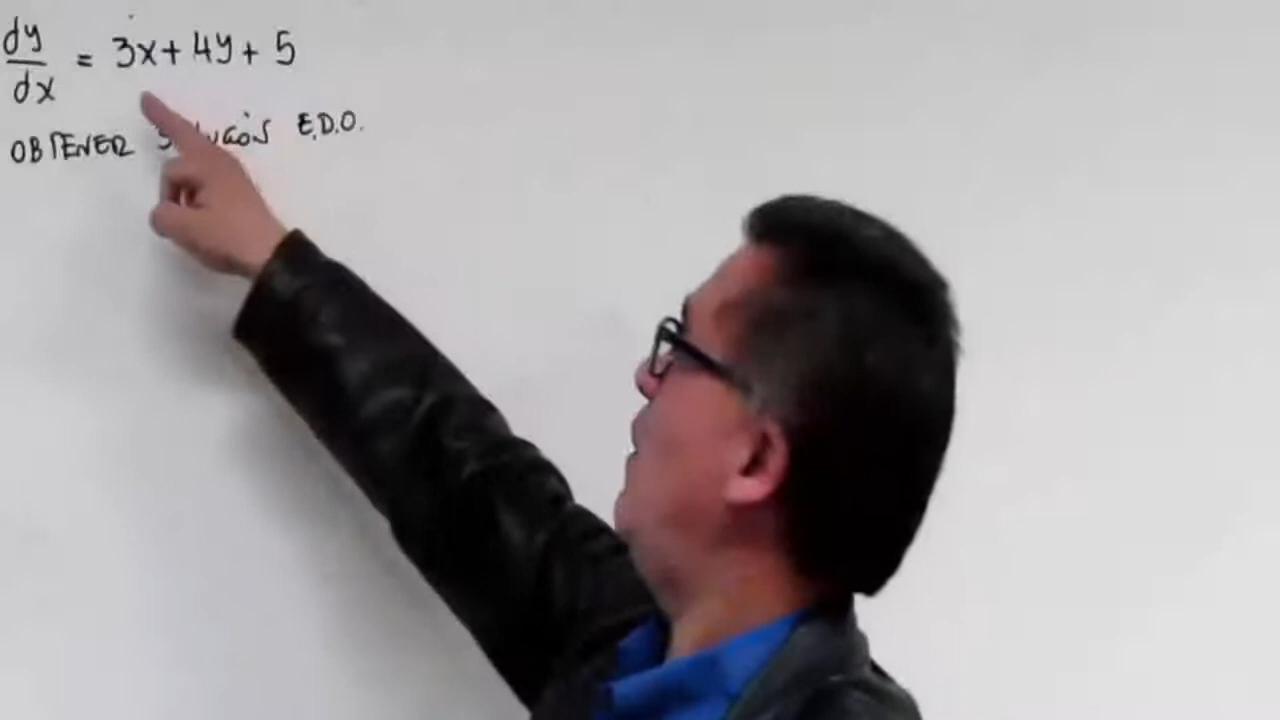 dy/dx = 3x + 4y + 5
OBTENER E.D.O.